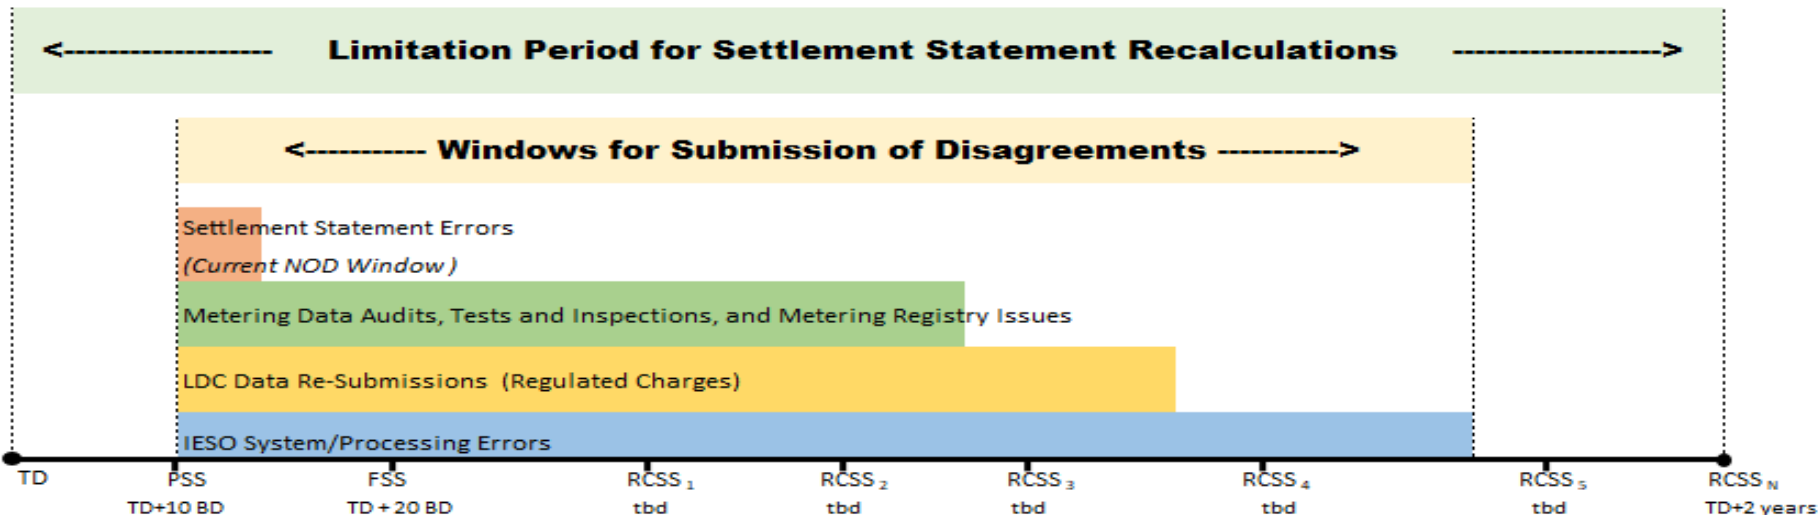 <------------------- Limitation Period for Settlement Statement Recalculations ------------------->
<----------- Windows for Submission of Disagreements ----------->
Settlement Statement Errors
(Current NOD Window )
Metering Data Audits, Tests and Inspections, and Metering Registry Issues
LDC Data Re-Submissions (Regulated Charges)
IESO System/Processing Errors
TD PSS FSS RCSS 1 RCSS 2 RCSS 3 RCSS 4 RCSS 5 RCSS N
TD+10 BD TD + 20 BD tbd tbd tbd tbd tbd TD+2 years